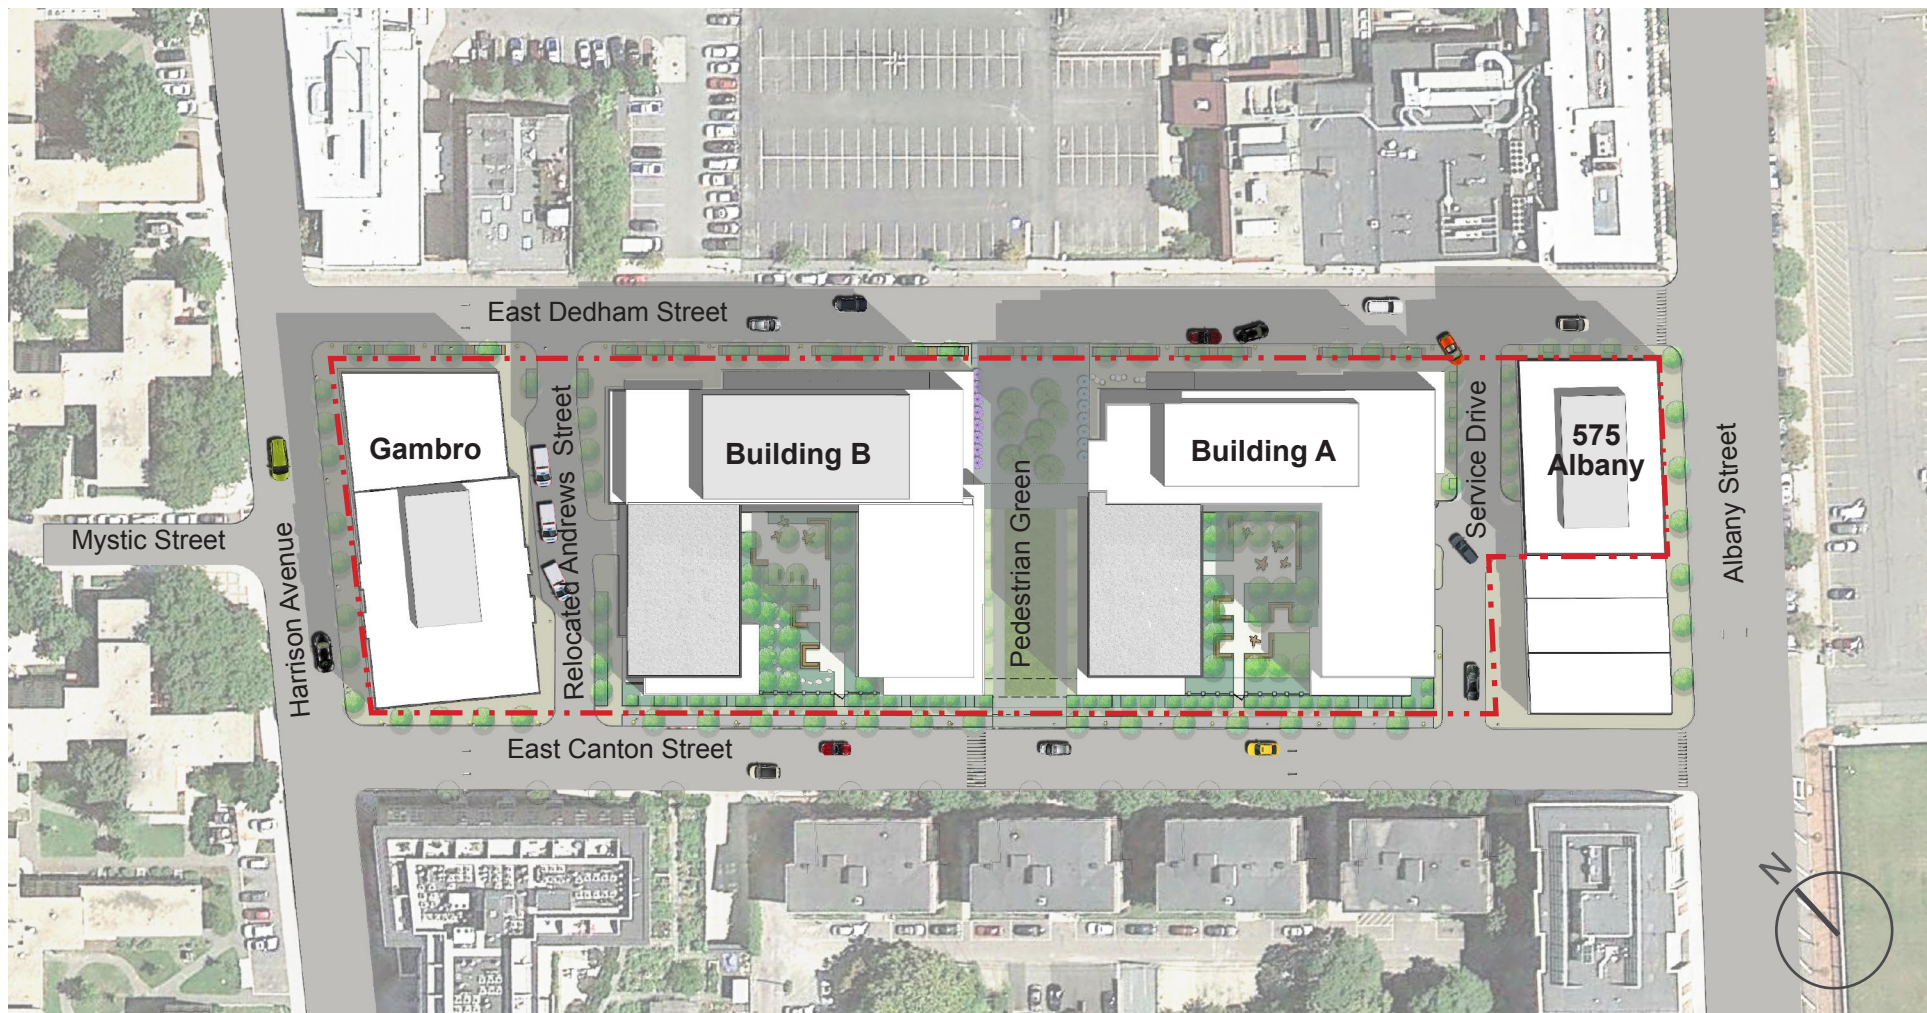 East Dedham Street
Gambro
Relocated Andrews Street
Building B
Pedestrian Green
Building A
Service Drive
575
Albany
Albany Street
Mystic Street
Harrison Avenue
East Canton Street
N